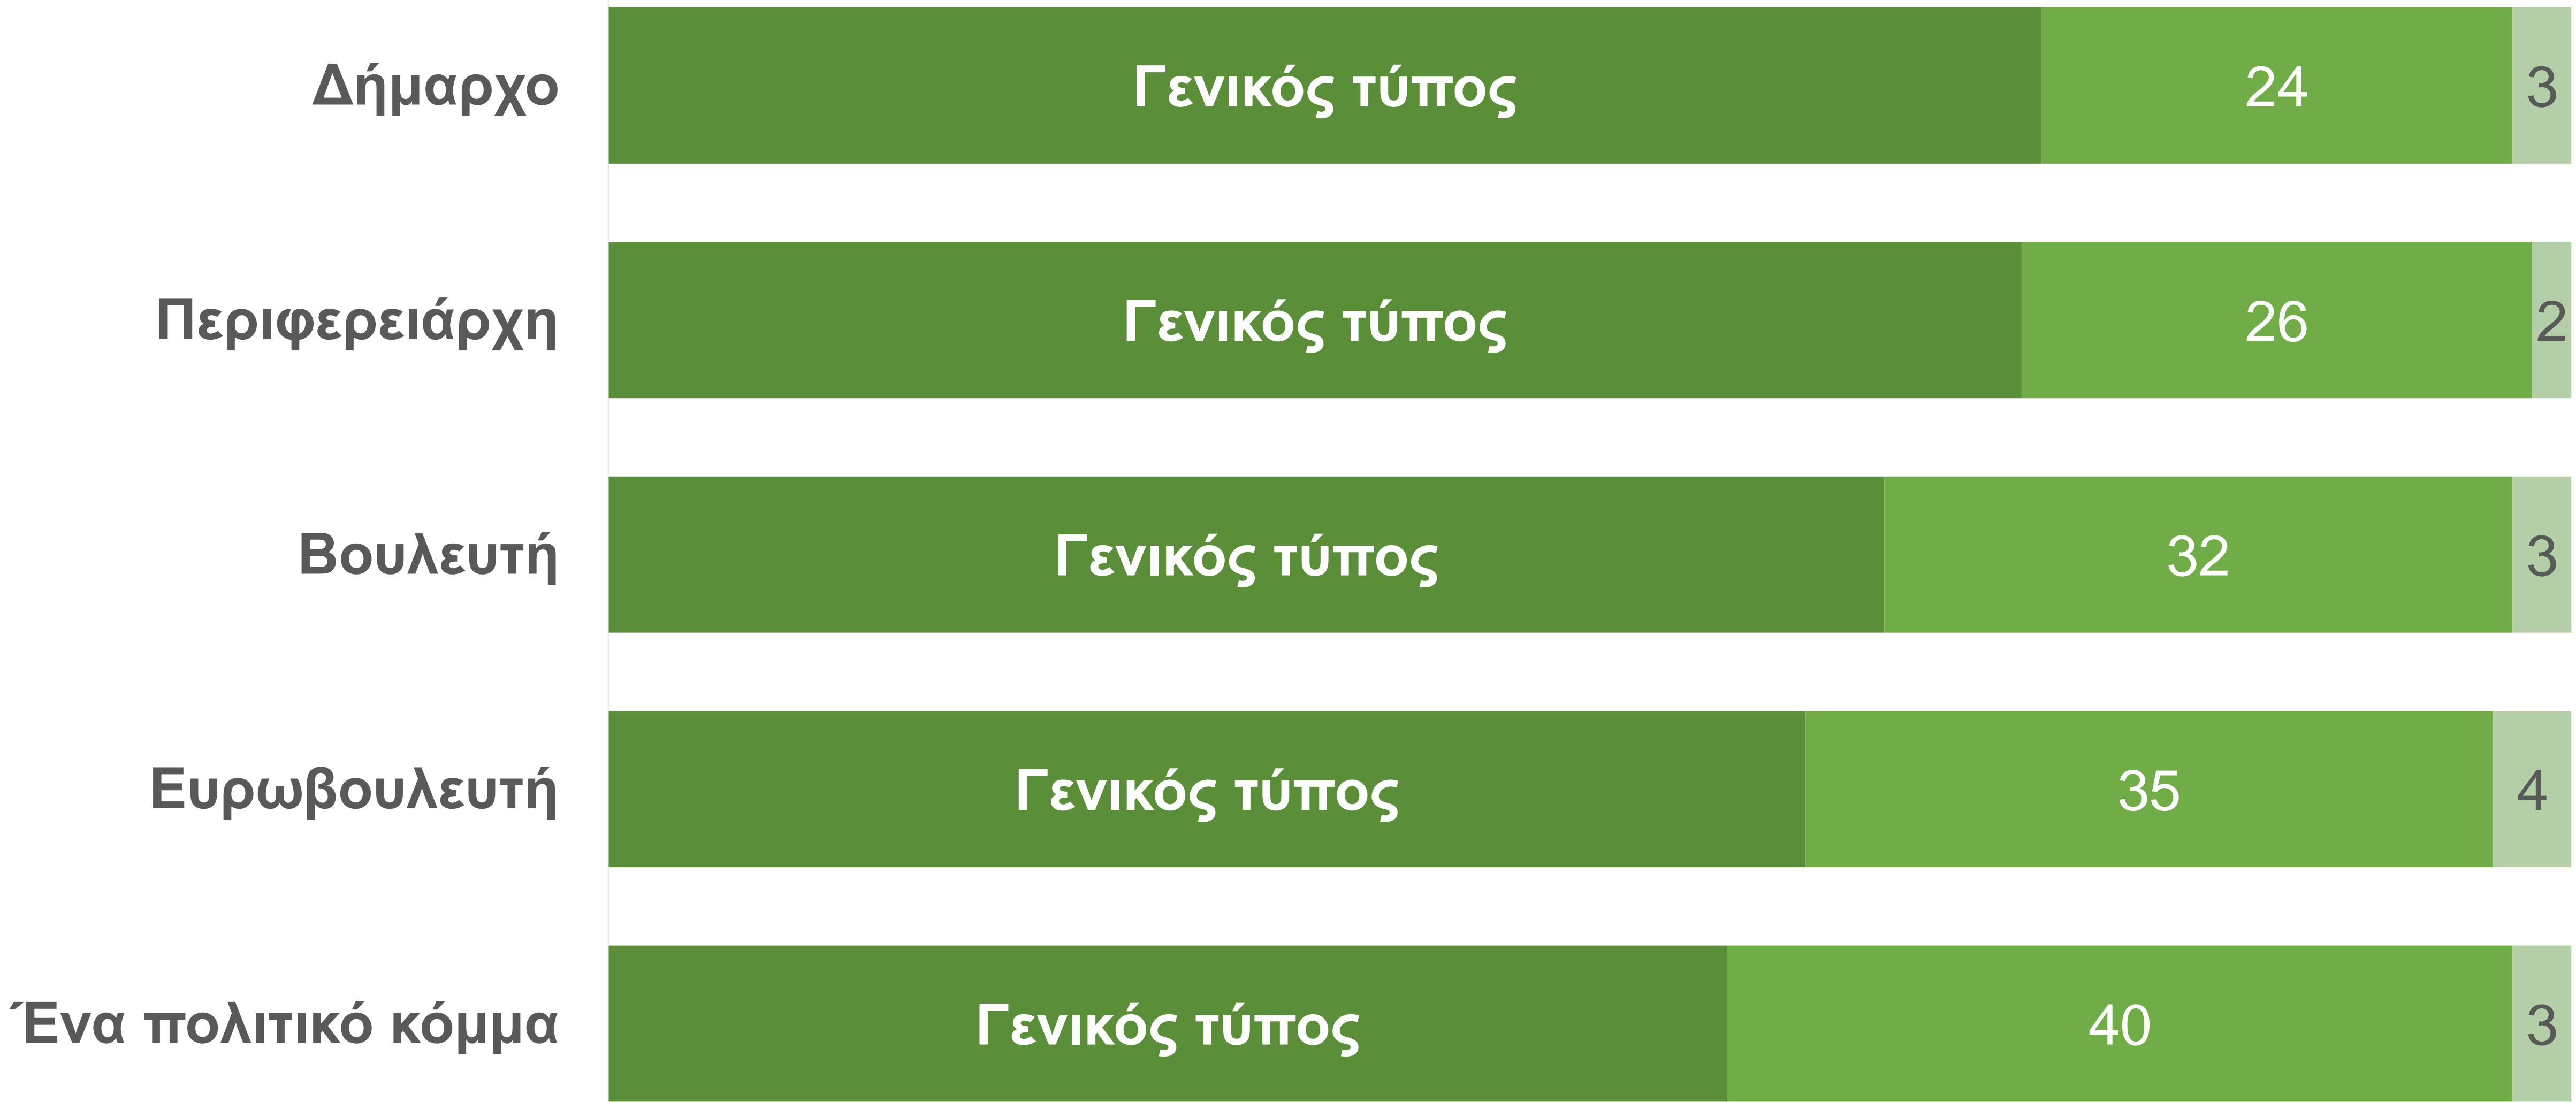 Δήμαρχο Γενικός τύπος 24 3
Περιφερειάρχη Γενικός τύπος 26 2
Βουλευτή Γενικός τύπος 32 3
Ευρωβουλευτή Γενικός τύπος 35 4
Ένα πολιτικό κόμμα Γενικός τύπος 40 3